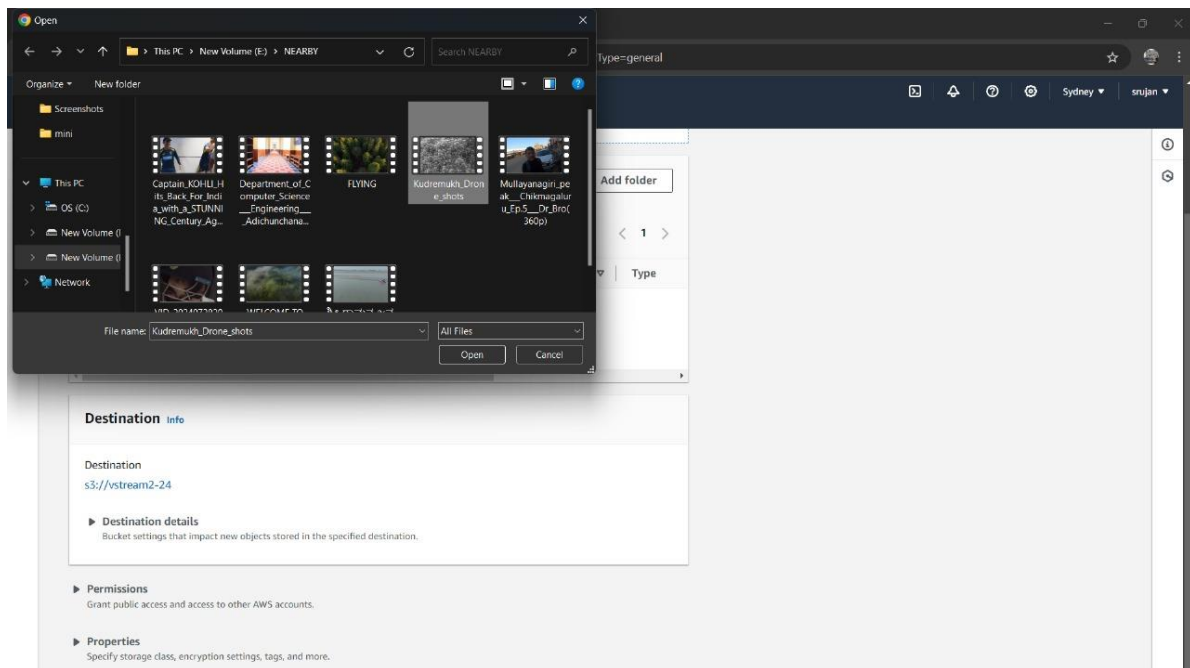 Open
This PC > New Volume (E:) > NEARBY
Search NEARBY
Type=general
Organize
New folder
Sydney
srujan
Screenshots
mini
This PC
OS (C:)
New Volume (
New Volume (
Network
Captain_KOHLI_H
its_Back_For_Indi
a_with_a_STUNNI
NG_Century_Ag...
Department_of_C
omputer_Science
__Engineering__
_Adichunchana...
FLYING
Kudremukh_Dron
e_shots
Mullayanagiri_pe
ak__Chikmagalur
u_Ep.5__Dr_Bro(
360p)
WELCOME TO
Add folder
1
Type
File name:
Kudremukh_Drone_shots
All Files
Open
Cancel
Destination Info
Destination
s3://vstream2-24
Destination details
Bucket settings that impact new objects stored in the specified destination.
Permissions
Grant public access and access to other AWS accounts.
Properties
Specify storage class, encryption settings, tags, and more.